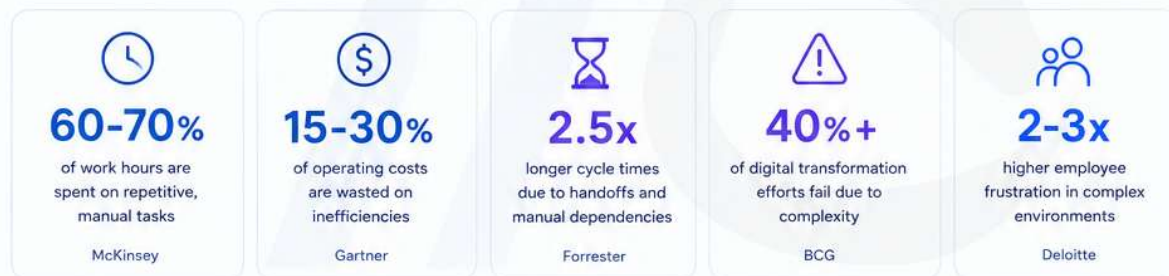 60-70%
of work hours are
spent on repetitive,
manual tasks
McKinsey
15-30%
of operating costs
are wasted on
inefficiencies
Gartner
2.5x
longer cycle times
due to handoffs and
manual dependencies
Forrester
40%+
of digital transformation
efforts fail due to
complexity
BCG
2-3x
higher employee
frustration in complex
environments
Deloitte